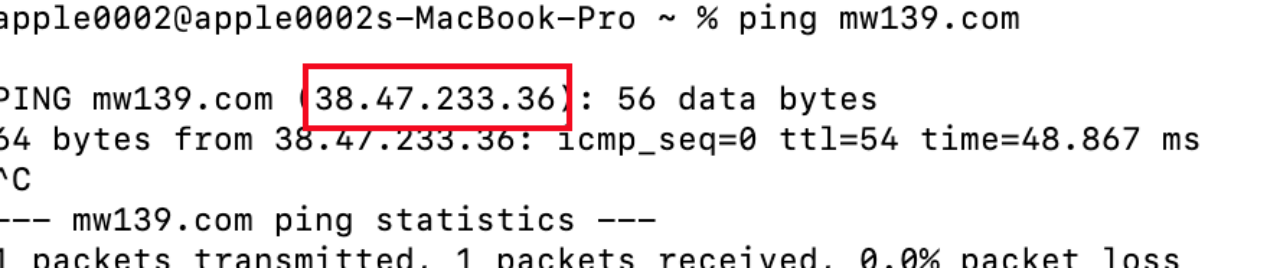 apple0002@apple0002s-MacBook-Pro ~ % ping mw139.com
PING mw139.com (38.47.233.36): 56 data bytes
64 bytes from 38.47.233.36: icmp_seq=0 ttl=54 time=48.867 ms
^C
--- mw139.com ping statistics ---
1 packets transmitted, 1 packets received, 0.0% packet loss